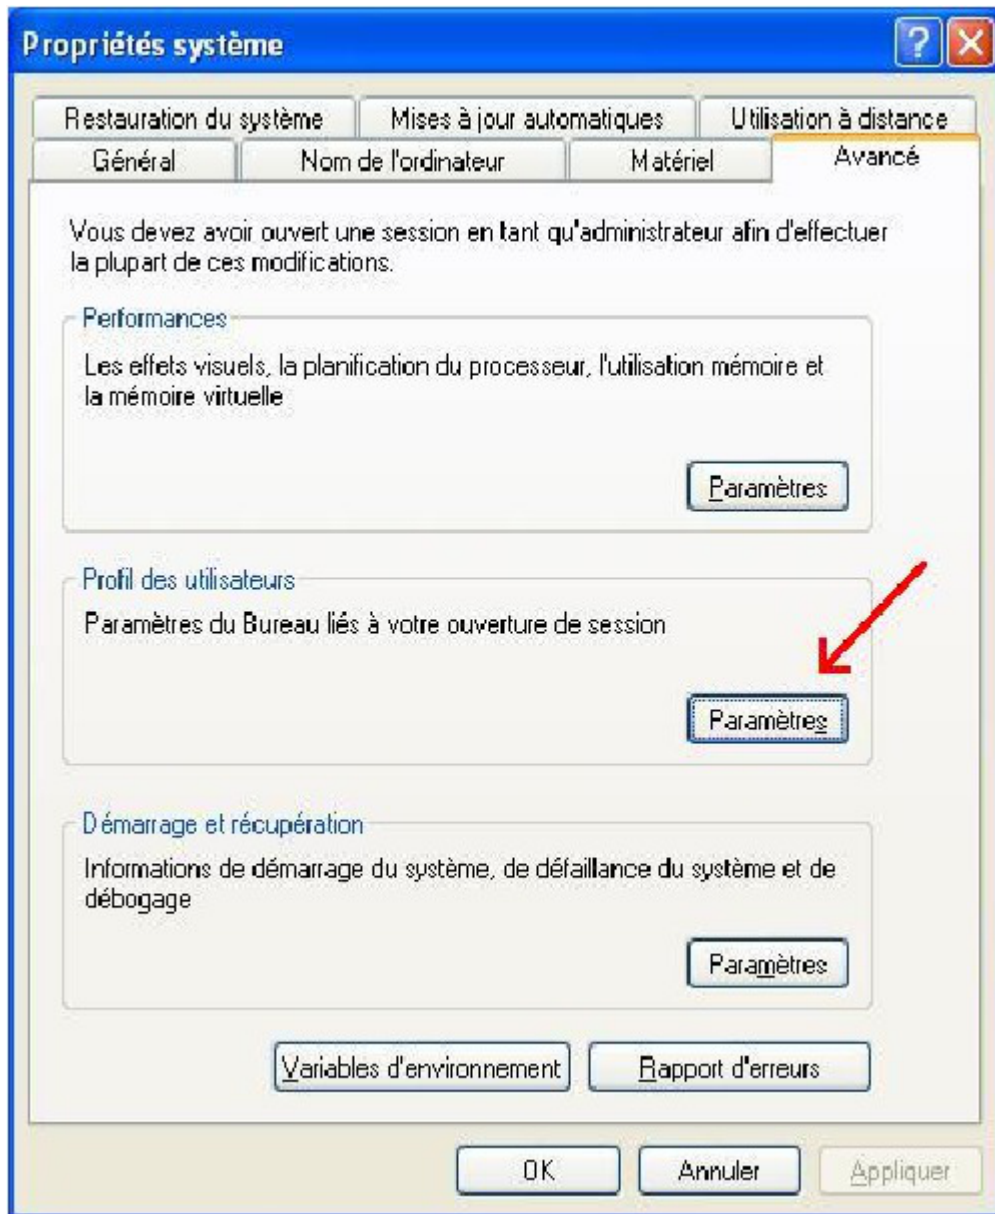 Propriétés système
Restauration du système Mises à jour automatiques Utilisation à distance
Général Nom de l'ordinateur Matériel Avancé
Vous devez avoir ouvert une session en tant qu'administrateur afin d'effectuer
la plupart de ces modifications.
Performances
Les effets visuels, la planification du processeur, l'utilisation mémoire et
la mémoire virtuelle
Paramètres
Profil des utilisateurs
Paramètres du Bureau liés à votre ouverture de session
Paramètres
Démarrage et récupération
Informations de démarrage du système, de défaillance du système et de
débogage
Paramètres
Variables d'environnement Rapport d'erreurs
OK Annuler Appliquer